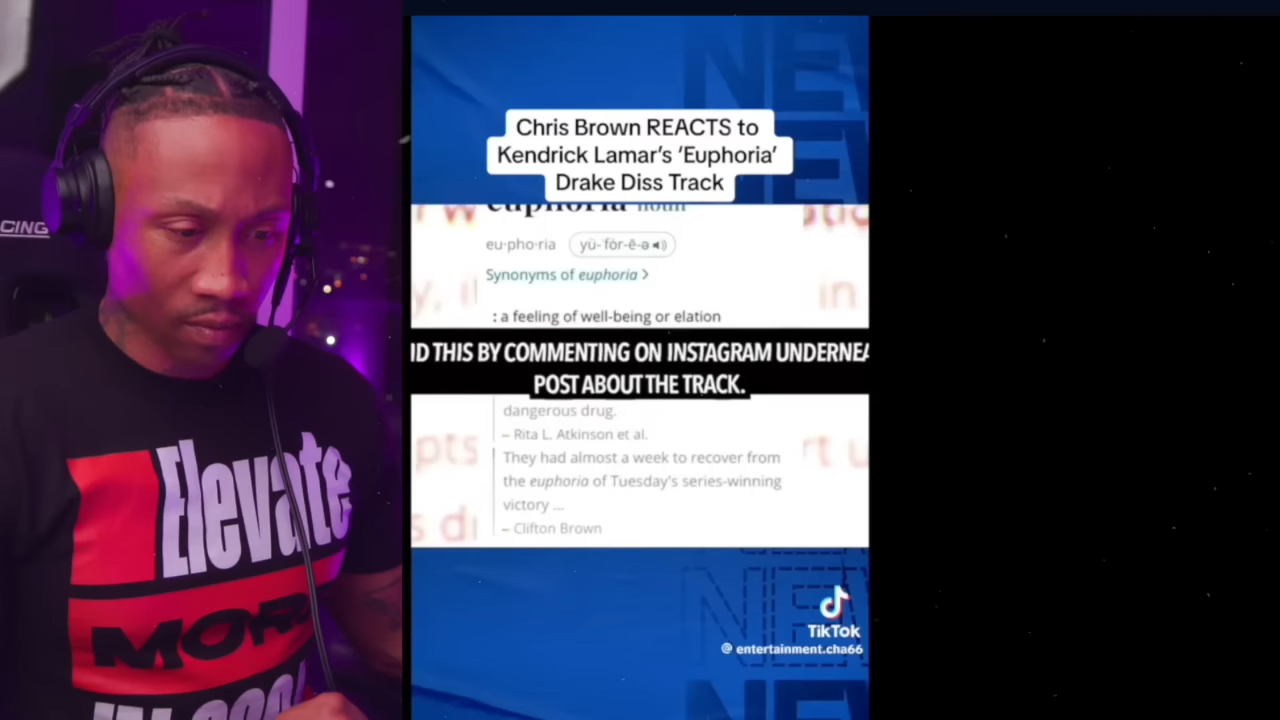 CING
Elevate
MORE
Chris Brown REACTS to
Kendrick Lamar's 'Euphoria'
Drake Diss Track
euphoria noun
eu·pho·ria
yü-ˈfȯr-ē-ə
Synonyms of euphoria
: a feeling of well-being or elation
ID THIS BY COMMENTING ON INSTAGRAM UNDERNEA
POST ABOUT THE TRACK.
dangerous drug.
– Rita L. Atkinson et al.
They had almost a week to recover from
the euphoria of Tuesday's series-winning
victory ...
– Clifton Brown
TikTok
@ entertainment.cha66